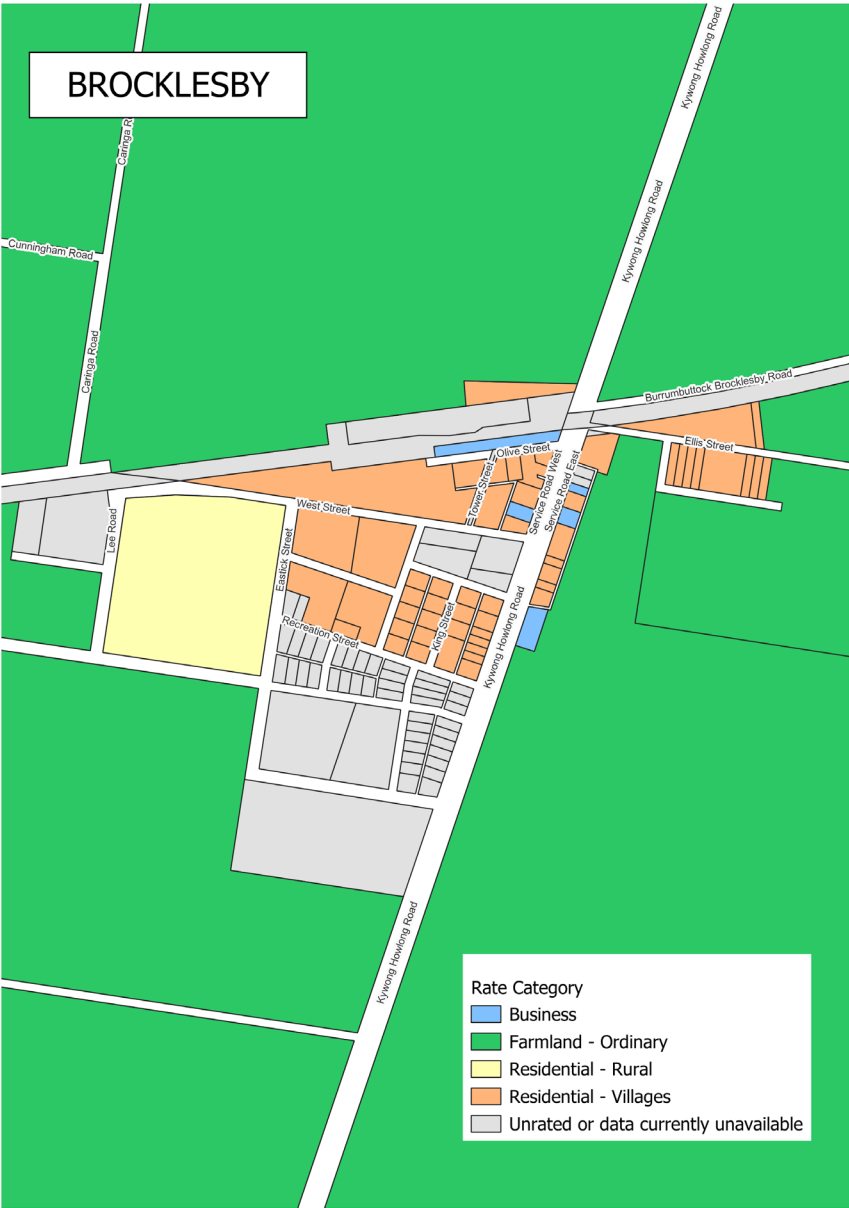 BROCKLESBY
Kywong Howlong Road
Caringa R
Kywong Howlong Road
Cunningham Road
Caringa Road
Burrumbuttock Brocklesby Road
Ellis Street
Olive Street
Tower Street
Service Road West
Service Road East
West Street
Lee Road
Eastick Street
Recreation Street
King Street
Kywong Howlong Road
Kywong Howlong Road
Rate Category
Business
Farmland - Ordinary
Residential - Rural
Residential - Villages
Unrated or data currently unavailable